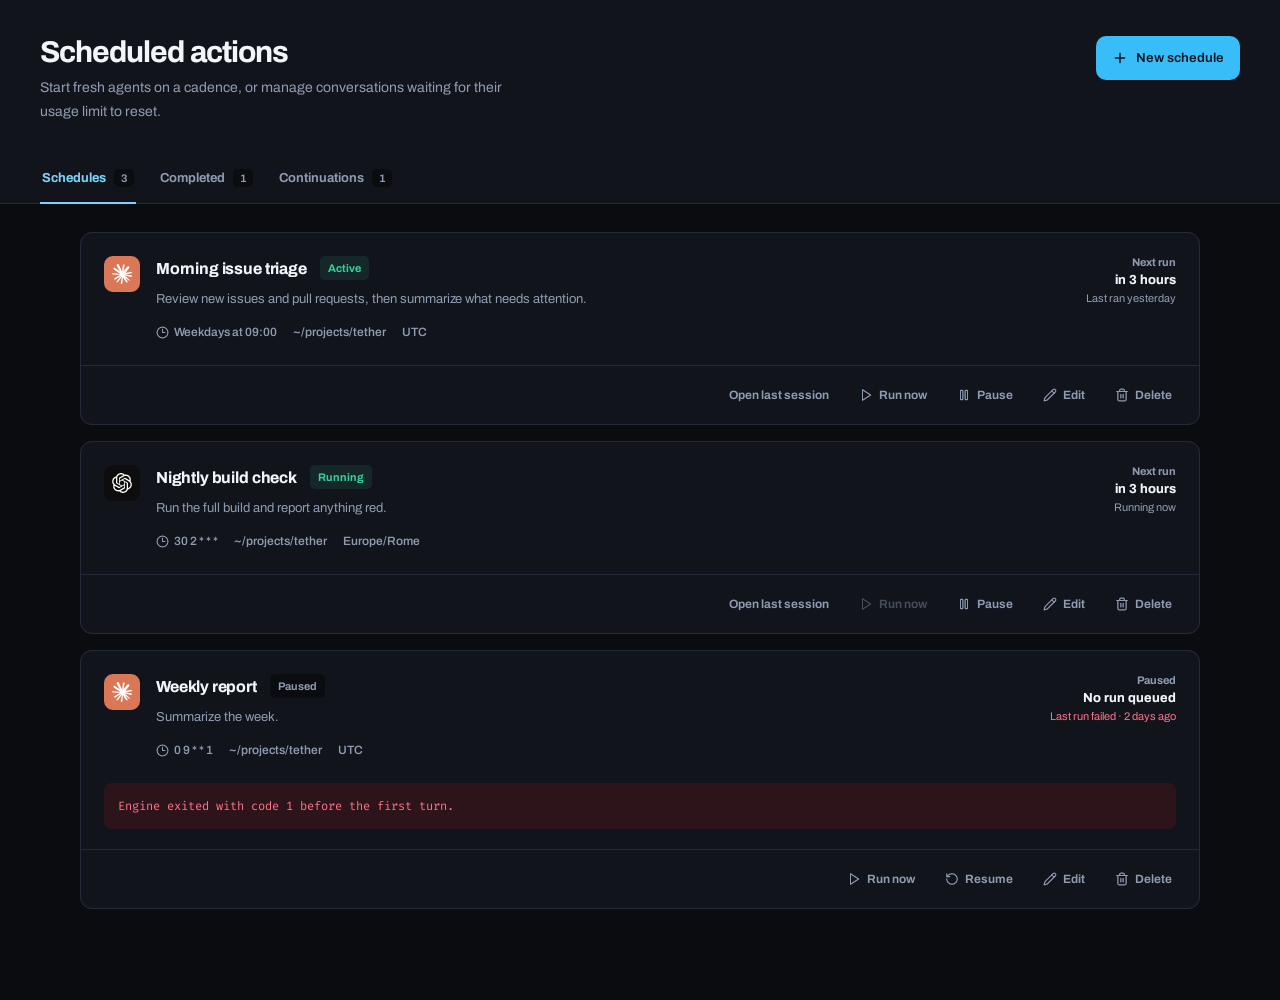 Scheduled actions
New schedule
Start fresh agents on a cadence, or manage conversations waiting for their
usage limit to reset.
Schedules 3 Completed 1 Continuations 1
Morning issue triage Active
Next run
in 3 hours
Last ran yesterday
Review new issues and pull requests, then summarize what needs attention.
Weekdays at 09:00 ~/projects/tether UTC
Open last session Run now Pause Edit Delete
Nightly build check Running
Next run
in 3 hours
Running now
Run the full build and report anything red.
30 2 * * * ~/projects/tether Europe/Rome
Open last session Run now Pause Edit Delete
Weekly report Paused
Paused
No run queued
Last run failed · 2 days ago
Summarize the week.
0 9 * * 1 ~/projects/tether UTC
Engine exited with code 1 before the first turn.
Run now Resume Edit Delete